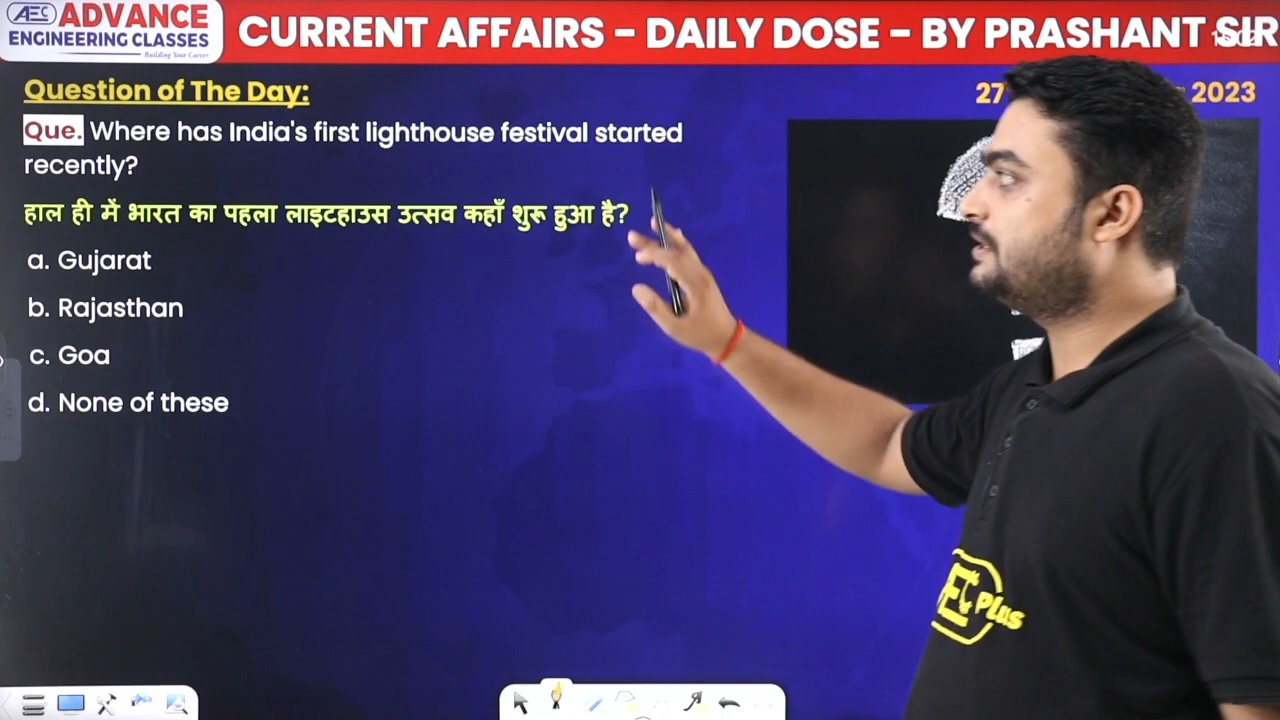 AEC ADVANCE
ENGINEERING CLASSES
Building Your Career
CURRENT AFFAIRS - DAILY DOSE - BY PRASHANT SIR
Question of The Day:
27 2023
Que. Where has India's first lighthouse festival started
recently?
हाल ही में भारत का पहला लाइटहाउस उत्सव कहाँ शुरू हुआ है?
a. Gujarat
b. Rajasthan
c. Goa
d. None of these
AEC Plus